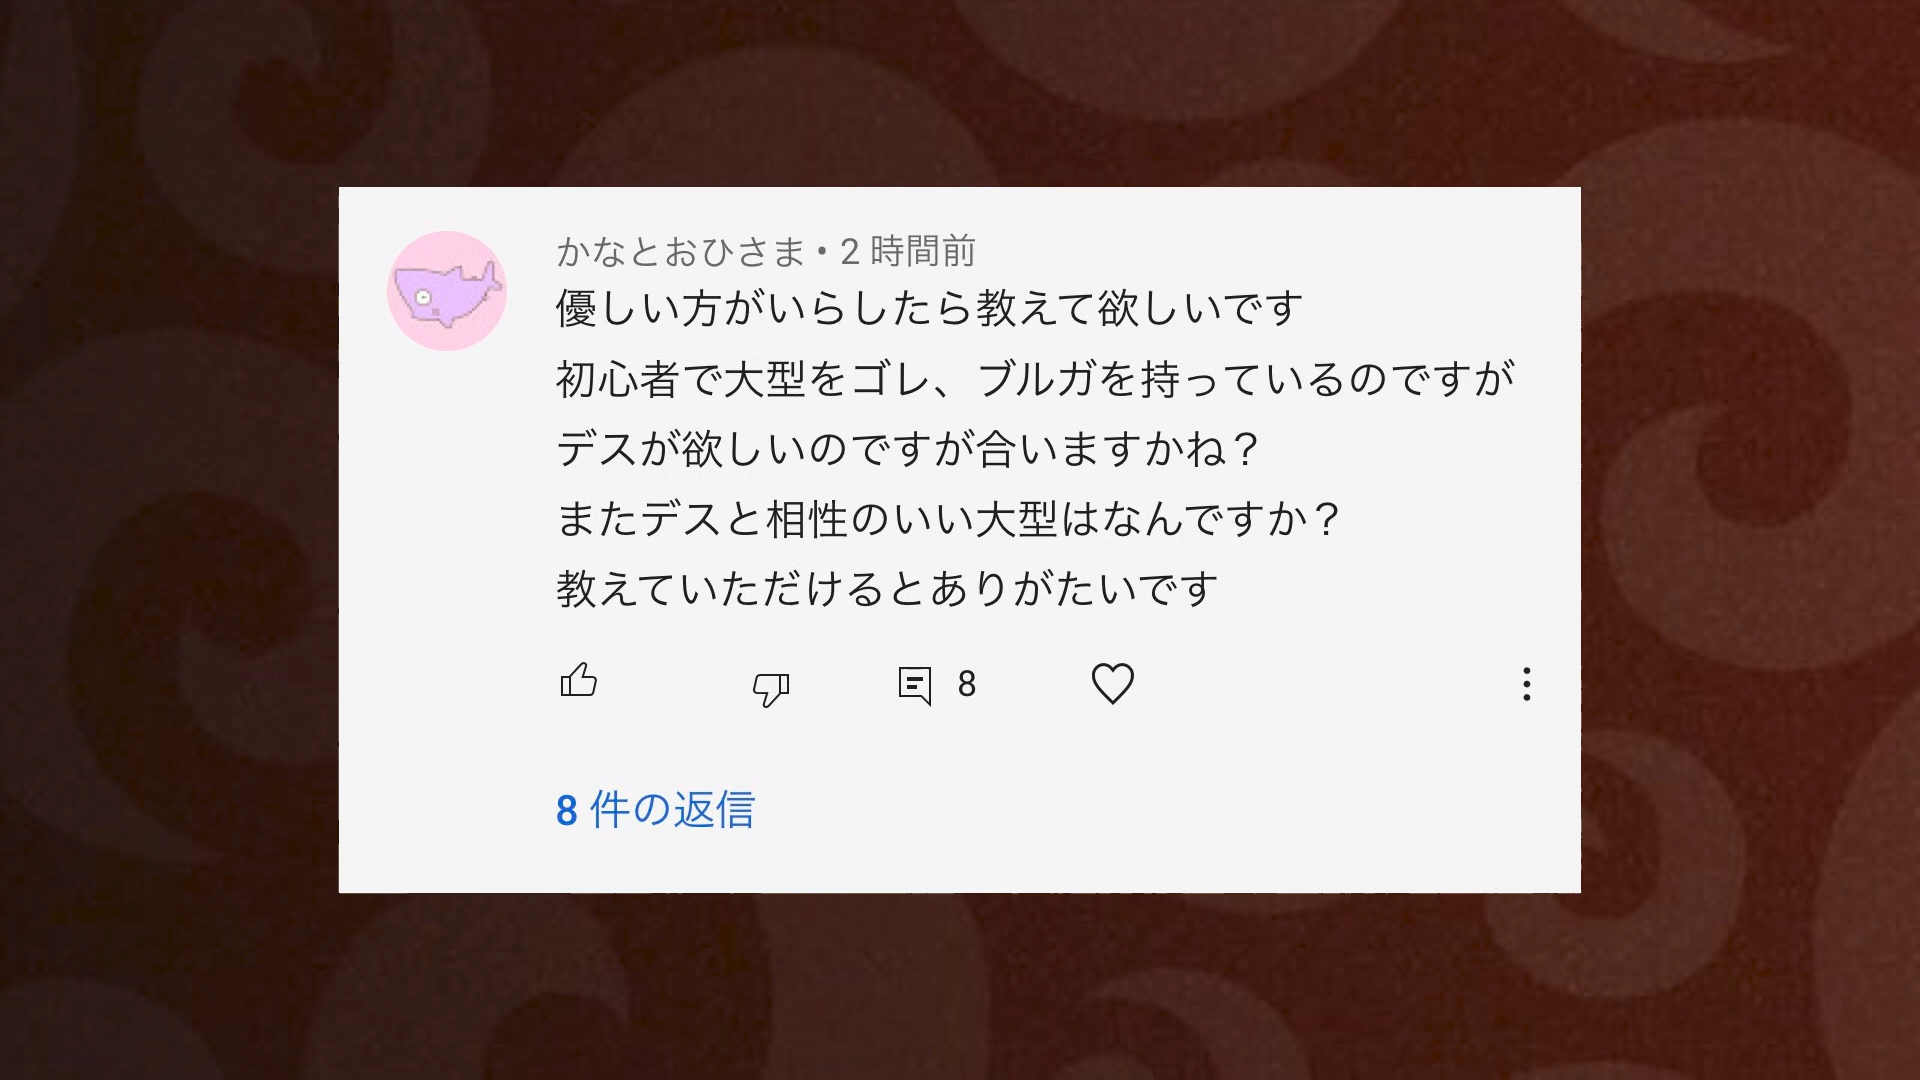 かなとおひさま • 2 時間前
優しい方がいらしたら教えて欲しいです
初心者で大型をゴレ、ブルガを持っているのですが
デスが欲しいのですが合いますかね？
またデスと相性のいい大型はなんですか？
教えていただけるとありがたいです
8
8 件の返信